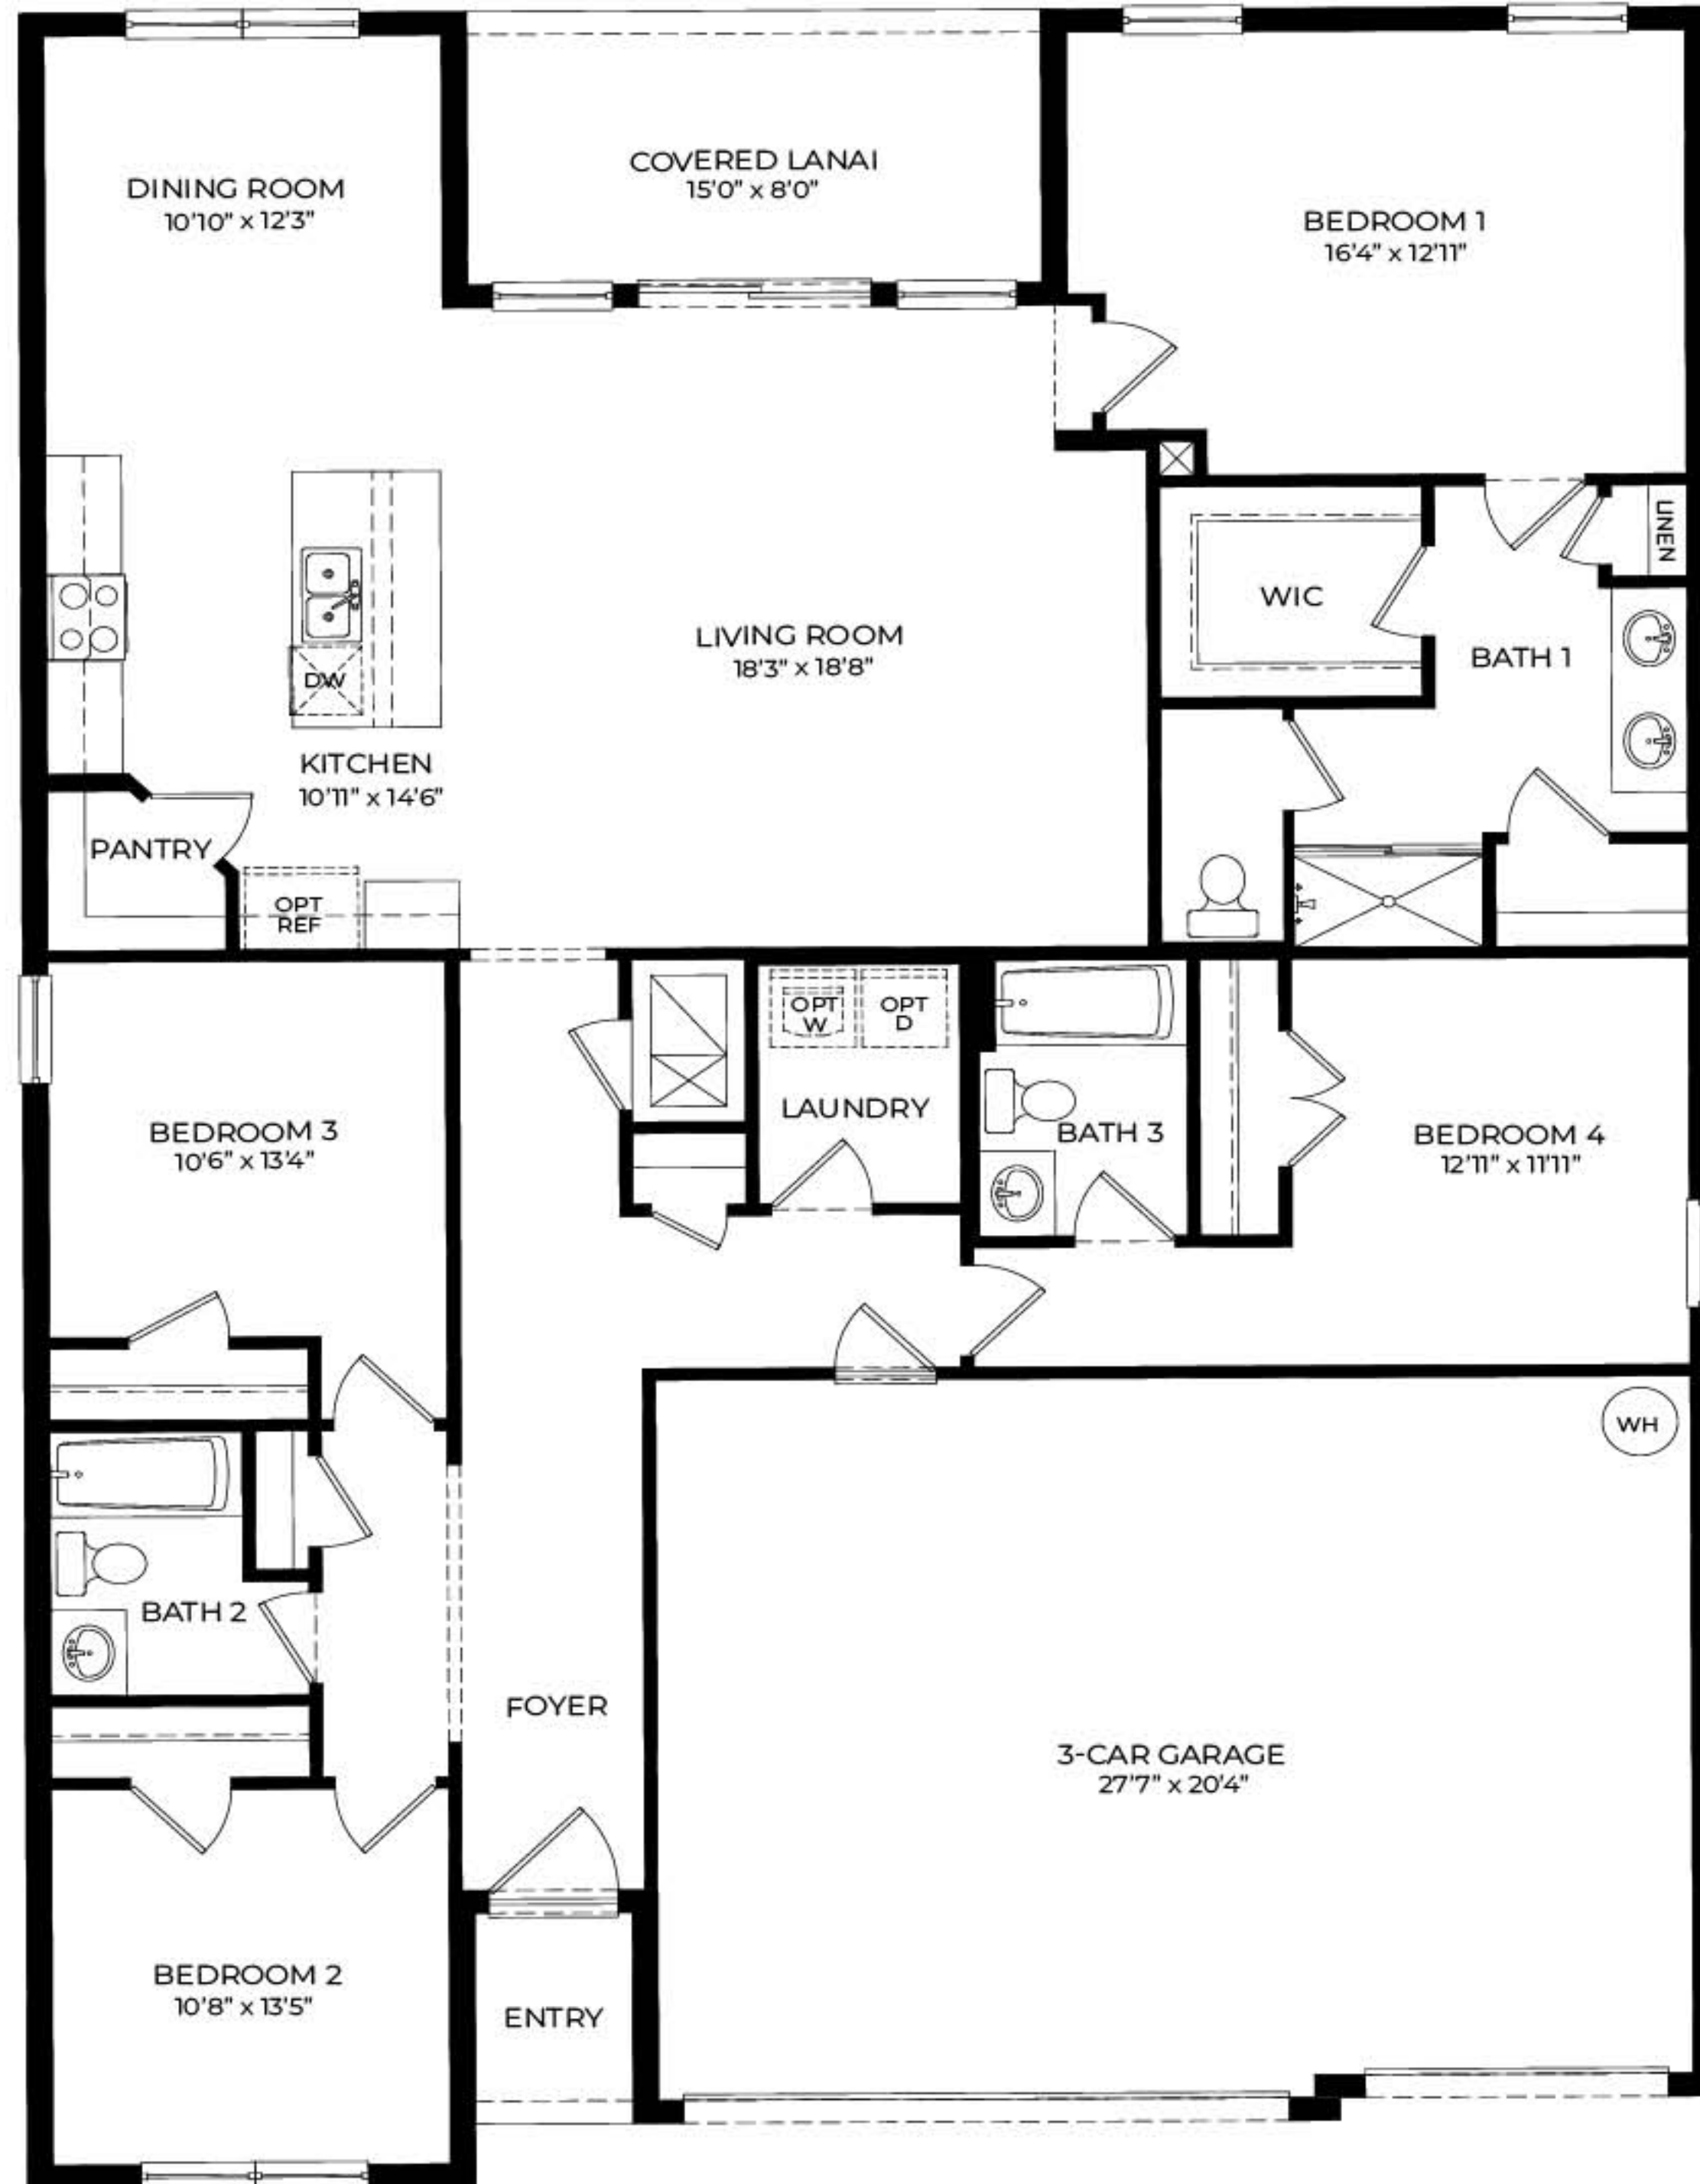 DINING ROOM
10'10" x 12'3"
COVERED LANAI
15'0" x 8'0"
BEDROOM 1
16'4" x 12'11"
LINEN
WIC
BATH 1
LIVING ROOM
18'3" x 18'8"
DW
KITCHEN
10'11" x 14'6"
PANTRY
OPT
REF
OPT
W
OPT
D
LAUNDRY
BATH 3
BEDROOM 3
10'6" x 13'4"
BEDROOM 4
12'11" x 11'11"
WH
BATH 2
FOYER
3-CAR GARAGE
27'7" x 20'4"
BEDROOM 2
10'8" x 13'5"
ENTRY